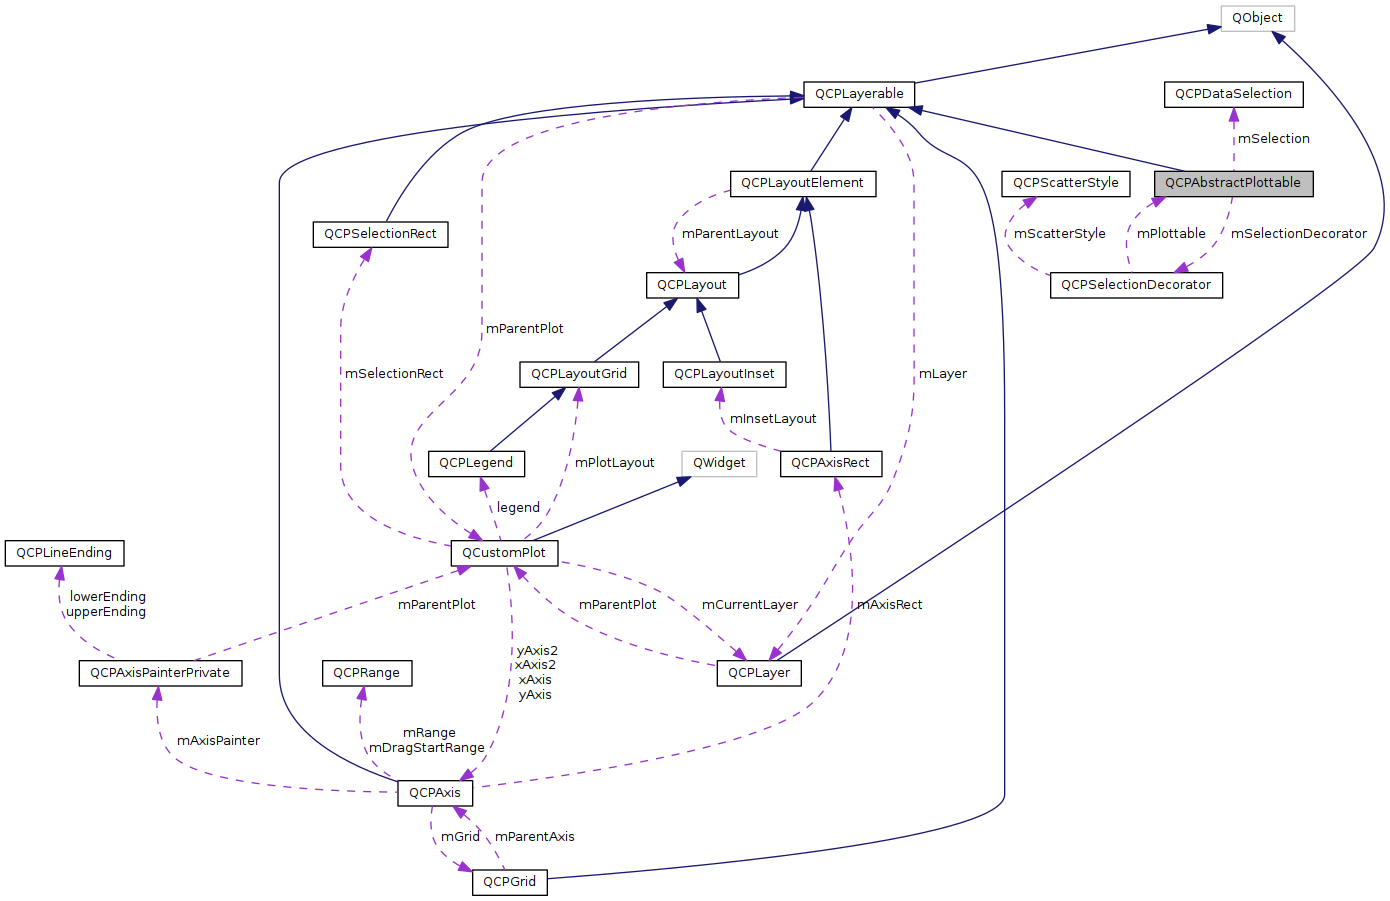 QObject
QCPLayerable
QCPDataSelection
mSelection
QCPLayoutElement
QCPScatterStyle
QCPAbstractPlottable
QCPSelectionRect
mParentLayout
mScatterStyle
mPlottable
mSelectionDecorator
QCPLayout
QCPSelectionDecorator
mParentPlot
mSelectionRect
QCPLayoutGrid
QCPLayoutInset
mLayer
mInsetLayout
QCPLegend
mPlotLayout
QWidget
QCPAxisRect
legend
QCPLineEnding
QCustomPlot
lowerEnding
upperEnding
mParentPlot
mParentPlot
mCurrentLayer
mAxisRect
yAxis2
xAxis2
xAxis
yAxis
QCPAxisPainterPrivate
QCPRange
QCPLayer
mAxisPainter
mRange
mDragStartRange
QCPAxis
mGrid
mParentAxis
QCPGrid